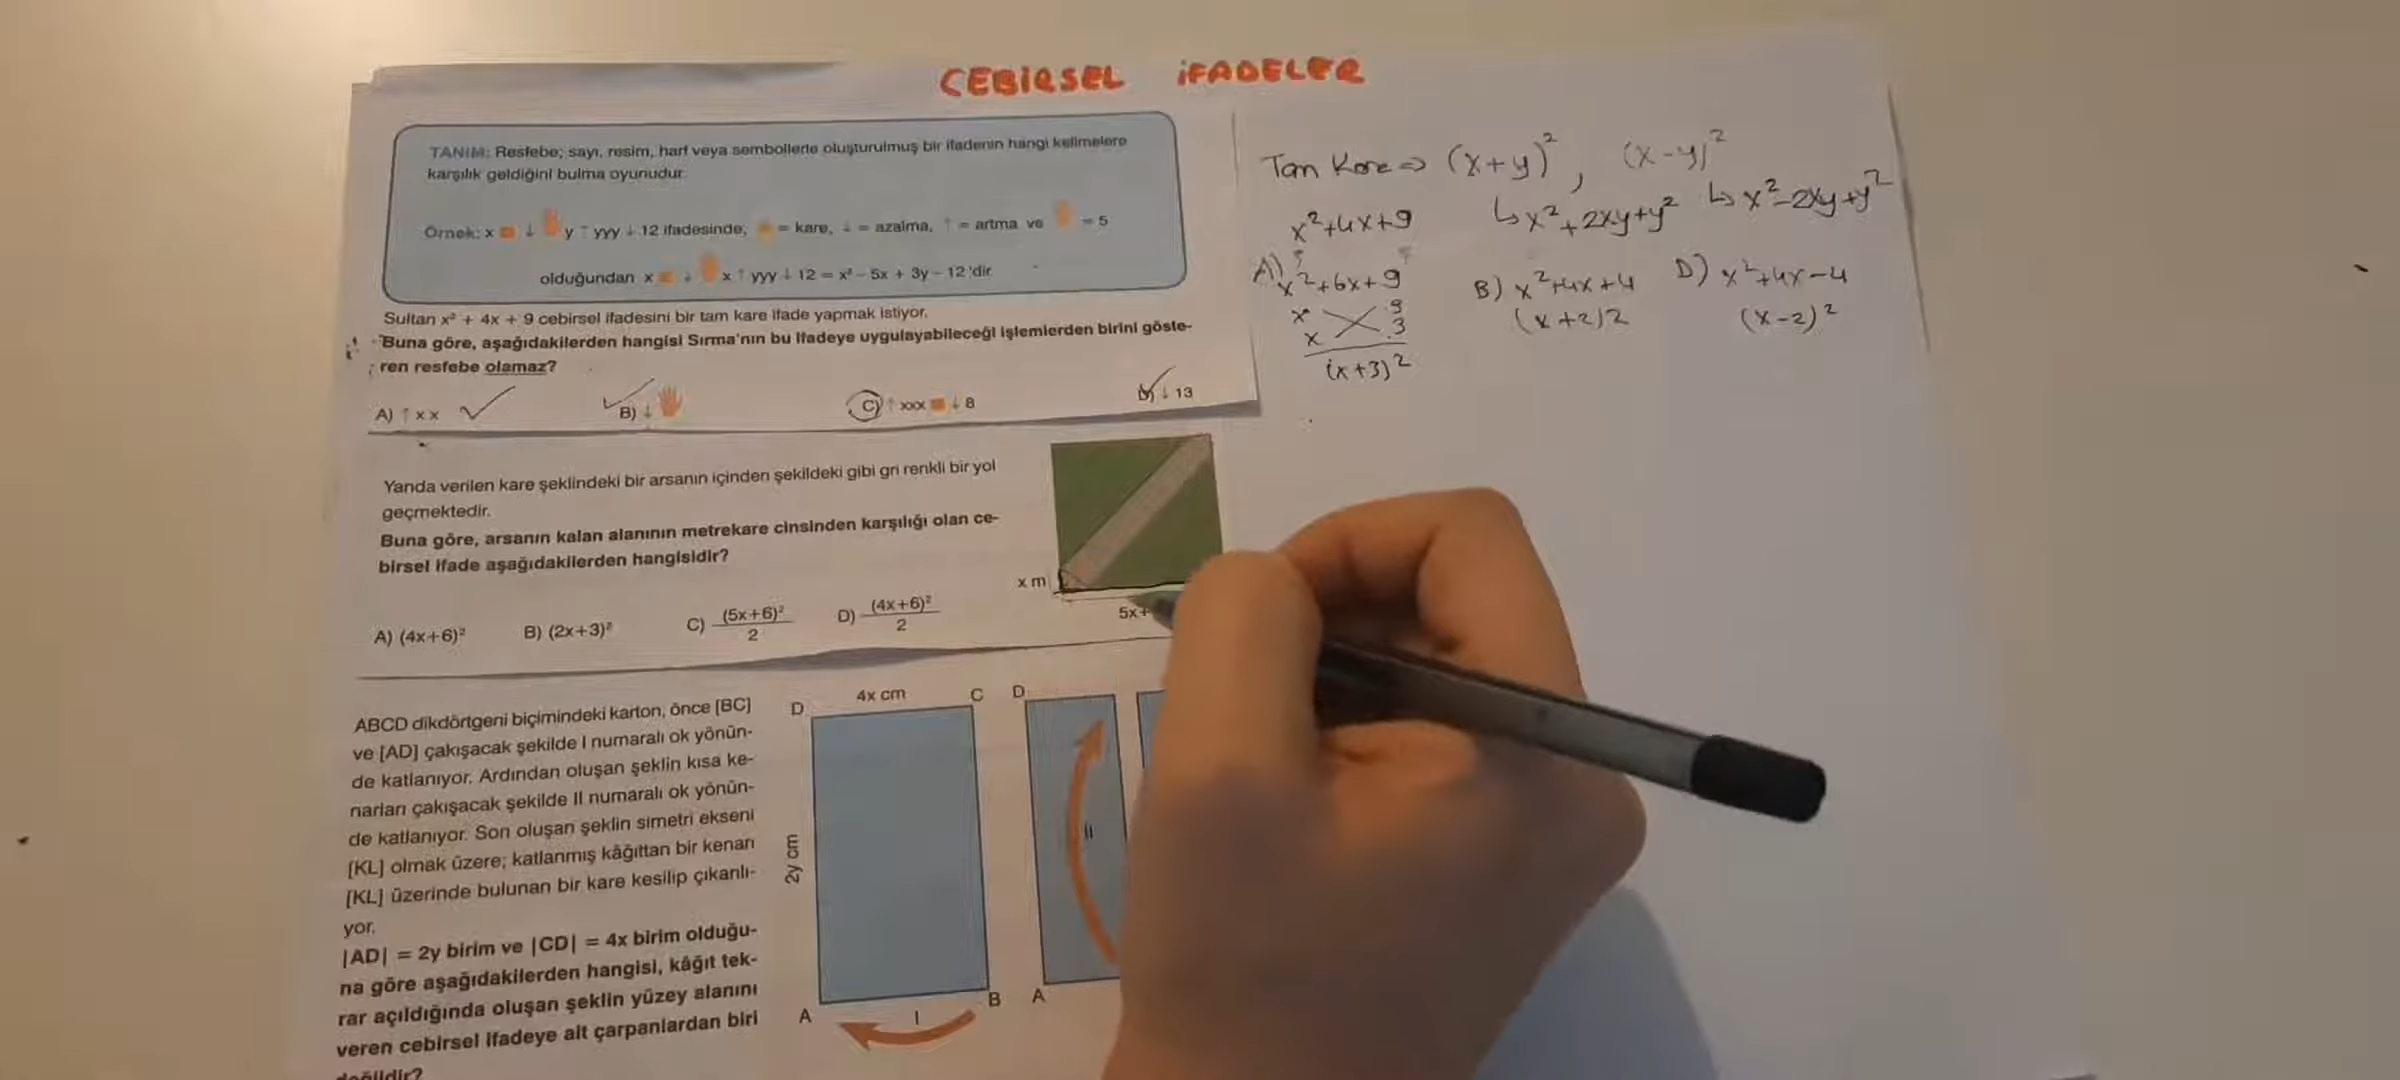 CEBİRSEL İFADELER
TANIM: Resfebe; sayı, resim, harf veya sembollerle oluşturulmuş bir ifadenin hangi kelimelere
karşılık geldiğini bulma oyunudur.
Örnek: x ↓ y ↑ yyy ↓ 12 ifadesinde; = kare, ↓ = azalma, ↑ = artma ve = 5
olduğundan x ↓ x ↑ yyy ↓ 12 = x² - 5x + 3y - 12'dir
Sultan x² + 4x + 9 cebirsel ifadesini bir tam kare ifade yapmak istiyor.
Buna göre, aşağıdakilerden hangisi Sırma'nın bu ifadeye uygulayabileceği işlemlerden birini göste-
ren resfebe olamaz?
A) ↑ x x
B) ↓
C) ↑ xxx ↓ 8
D) ↓ 13
Tam Kare ⇒ (x+y)², (x-y)²
↳ x²+2xy+y² ↳ x²-2xy+y²
x²+4x+9
A) x²+6x+9
x 3
x 3
(x+3)²
B) x²+4x+4
(x+2)2
D) x²+4x-4
(x-2)²
Yanda verilen kare şeklindeki bir arsanın içinden şekildeki gibi gri renkli bir yol
geçmektedir.
Buna göre, arsanın kalan alanının metrekare cinsinden karşılığı olan ce-
birsel ifade aşağıdakilerden hangisidir?
A) (4x+6)² B) (2x+3)² C) (5x+6)²/2 D) (4x+6)²/2
x m
5x+
ABCD dikdörtgeni biçimindeki karton, önce [BC]
ve [AD] çakışacak şekilde I numaralı ok yönün-
de katlanıyor. Ardından oluşan şeklin kısa ke-
narları çakışacak şekilde II numaralı ok yönün-
de katlanıyor. Son oluşan şeklin simetri ekseni
[KL] olmak üzere; katlanmış kâğıttan bir kenarı
[KL] üzerinde bulunan bir kare kesilip çıkarılı-
yor.
|AD| = 2y birim ve |CD| = 4x birim olduğu-
na göre aşağıdakilerden hangisi, kâğıt tek-
rar açıldığında oluşan şeklin yüzey alanını
veren cebirsel ifadeye ait çarpanlardan biri
değildir?
D 4x cm C
2y cm
A I B
D
II
A